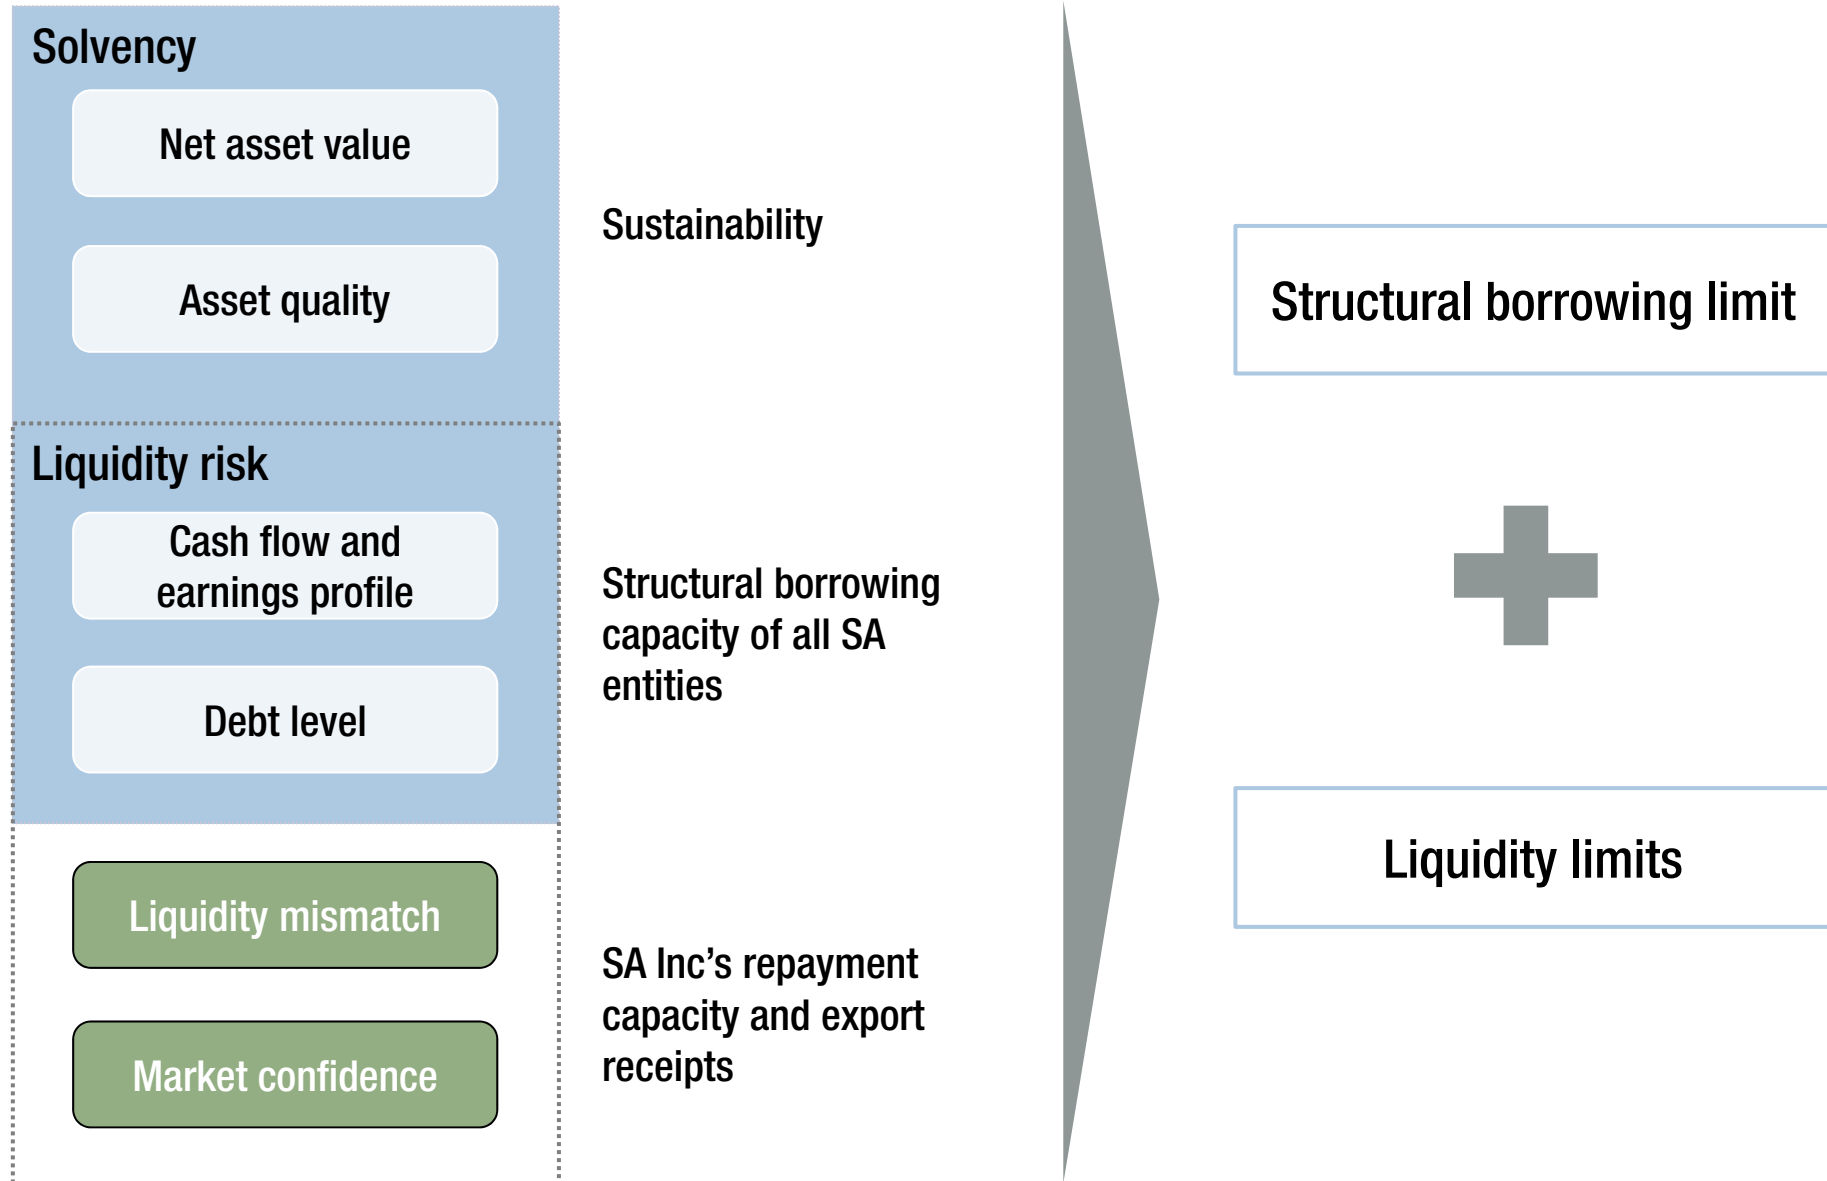 Solvency
Net asset value
Asset quality
Sustainability
Liquidity risk
Cash flow and
earnings profile
Debt level
Structural borrowing
capacity of all SA
entities
Liquidity mismatch
Market confidence
SA Inc’s repayment
capacity and export
receipts
Structural borrowing limit
Liquidity limits